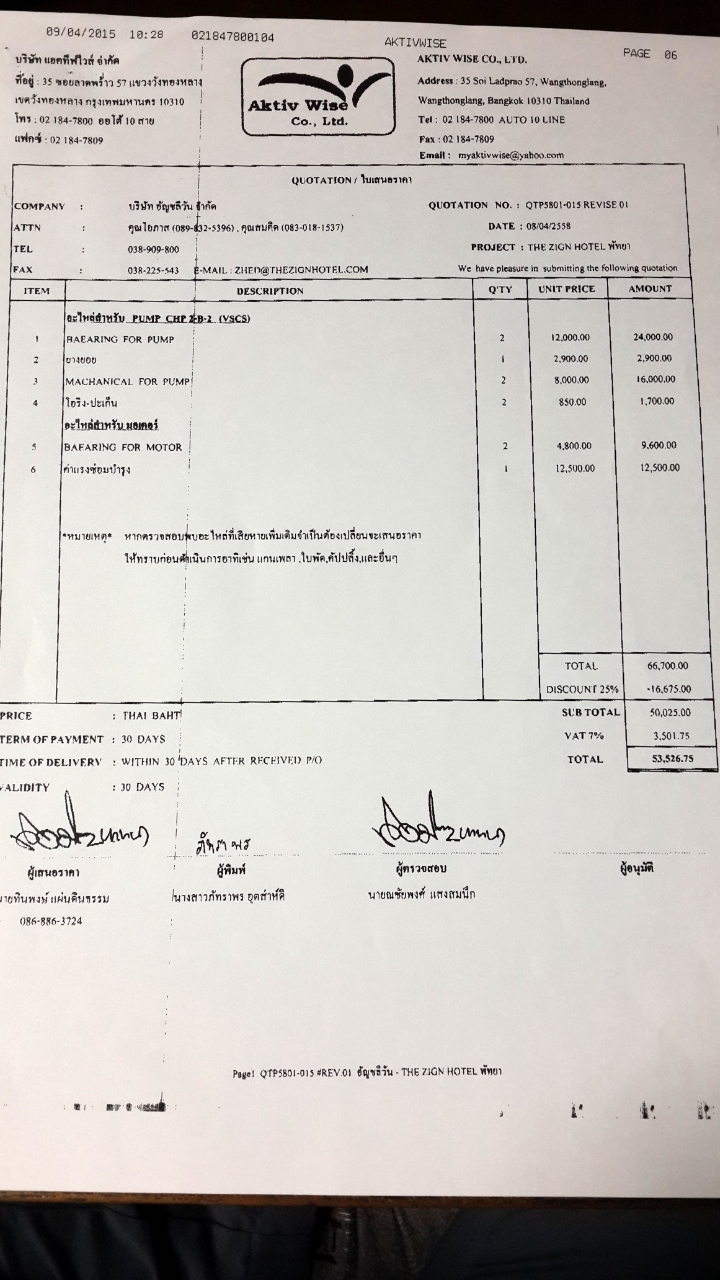 09/04/2015 10:28 021847800104 AKTIVWISE PAGE 06
บริษัท แอคทีฟไวส์ จำกัด
ที่อยู่ : 35 ซอยลาดพร้าว 57 แขวงวังทองหลาง
เขตวังทองหลาง กรุงเทพมหานคร 10310
โทร : 02 184-7800 ออโต้ 10 สาย
แฟกซ์ : 02 184-7809
Aktiv Wise
Co., Ltd.
AKTIV WISE CO., LTD.
Address : 35 Soi Ladprao 57, Wangthonglang,
Wangthonglang, Bangkok 10310 Thailand
Tel : 02 184-7800 AUTO 10 LINE
Fax : 02 184-7809
Email : myaktivwise@yahoo.com
QUOTATION / ใบเสนอราคา
COMPANY : บริษัท ธัญชลีวัน จำกัด QUOTATION NO. : QTP5801-015 REVISE 01
ATTN : คุณโอภาส (089-832-5396) , คุณสมคิด (083-018-1537) DATE : 08/04/2558
TEL : 038-909-800 PROJECT : THE ZIGN HOTEL พัทยา
FAX : 038-225-543 E-MAIL : ZHED@THEZIGNHOTEL.COM We have pleasure in submitting the following quotation
ITEM DESCRIPTION Q'TY UNIT PRICE AMOUNT
อะไหล่สำหรับ PUMP CHP 2-B-2 (VSCS)
1 BAEARING FOR PUMP 2 12,000.00 24,000.00
2 ยางยอย 1 2,900.00 2,900.00
3 MACHANICAL FOR PUMP 2 8,000.00 16,000.00
4 โอริง-ปะเก็น 2 850.00 1,700.00
อะไหล่สำหรับ มอเตอร์
5 BAEARING FOR MOTOR 2 4,800.00 9,600.00
6 ค่าแรงซ่อมบำรุง 1 12,500.00 12,500.00
*หมายเหตุ* หากตรวจสอบพบอะไหล่ที่เสียหายเพิ่มเติมจำเป็นต้องเปลี่ยนจะเสนอราคา
ให้ทราบก่อนดำเนินการอาทิเช่น แกนเพลา ,ใบพัด,คัปปลิ้ง,และอื่นๆ
TOTAL 66,700.00
DISCOUNT 25% -16,675.00
PRICE : THAI BAHT SUB TOTAL 50,025.00
TERM OF PAYMENT : 30 DAYS VAT 7% 3,501.75
TIME OF DELIVERY : WITHIN 30 DAYS AFTER RECEIVED P/O TOTAL 53,526.75
VALIDITY : 30 DAYS
ภัทราพร
ผู้เสนอราคา ผู้พิมพ์ ผู้ตรวจสอบ ผู้อนุมัติ
นายทินพงษ์ แผ่นดินธรรม นางสาวภัทราพร อุตส่าห์ดี นายณชัยพงศ์ แสงสมนึก
086-886-3724
Page1 QTP5801-015 #REV.01 ธัญชลีวัน - THE ZIGN HOTEL พัทยา